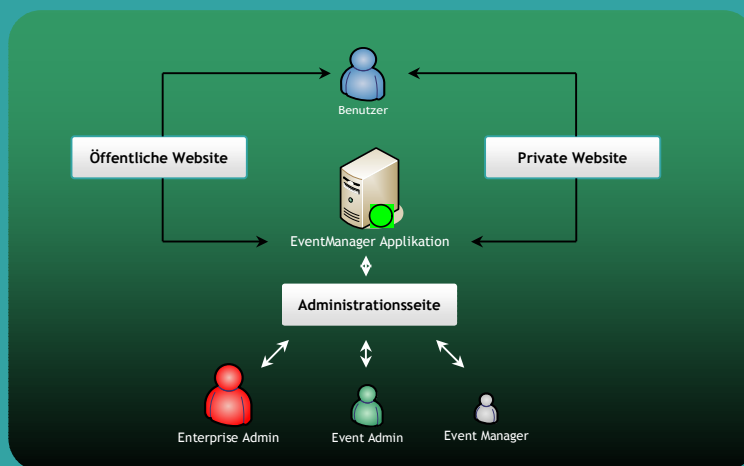 Benutzer
Öffentliche Website
Private Website
EventManager Applikation
Administrationsseite
Enterprise Admin
Event Admin
Event Manager